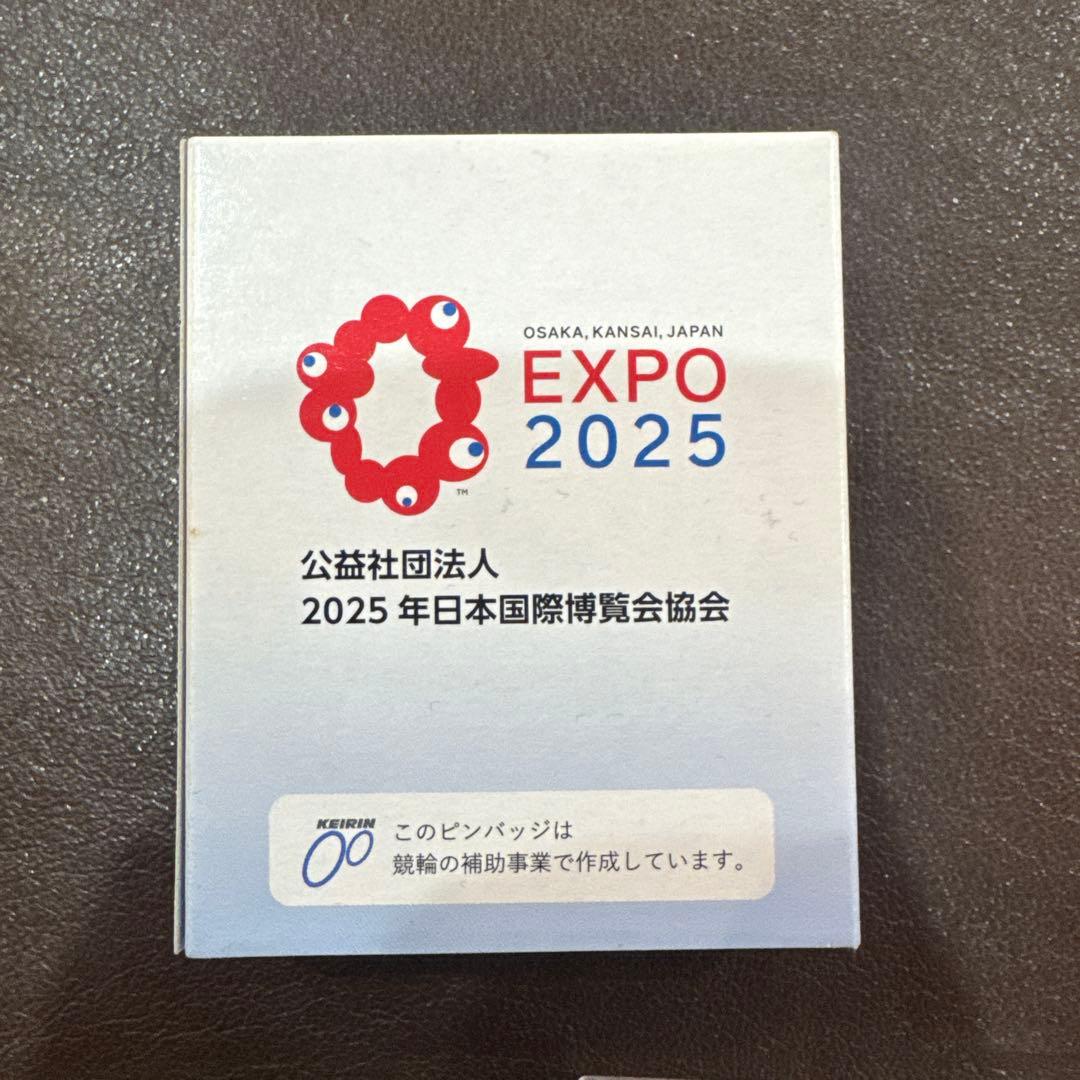 OSAKA, KANSAI, JAPAN
EXPO
2025
TM
公益社団法人
2025 年日本国際博覧会協会
KEIRIN
このピンバッジは
競輪の補助事業で作成しています。